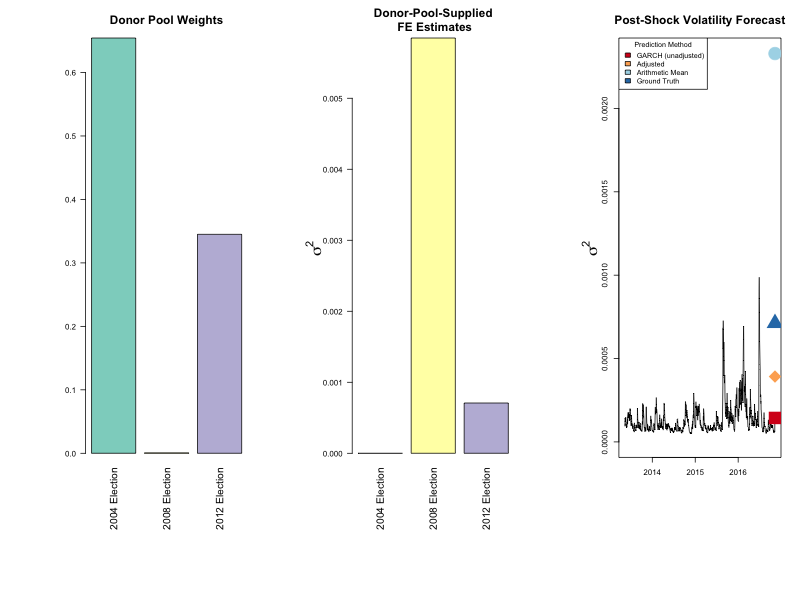 Donor Pool Weights
0.6
0.5
0.4
0.3
0.2
0.1
0.0
2004 Election
2008 Election
2012 Election
Donor-Pool-Supplied
FE Estimates
σ²
0.005
0.004
0.003
0.002
0.001
0.000
2004 Election
2008 Election
2012 Election
Post-Shock Volatility Forecast
Prediction Method
GARCH (unadjusted)
Adjusted
Arithmetic Mean
Ground Truth
σ²
0.0020
0.0015
0.0010
0.0005
0.0000
2014
2015
2016